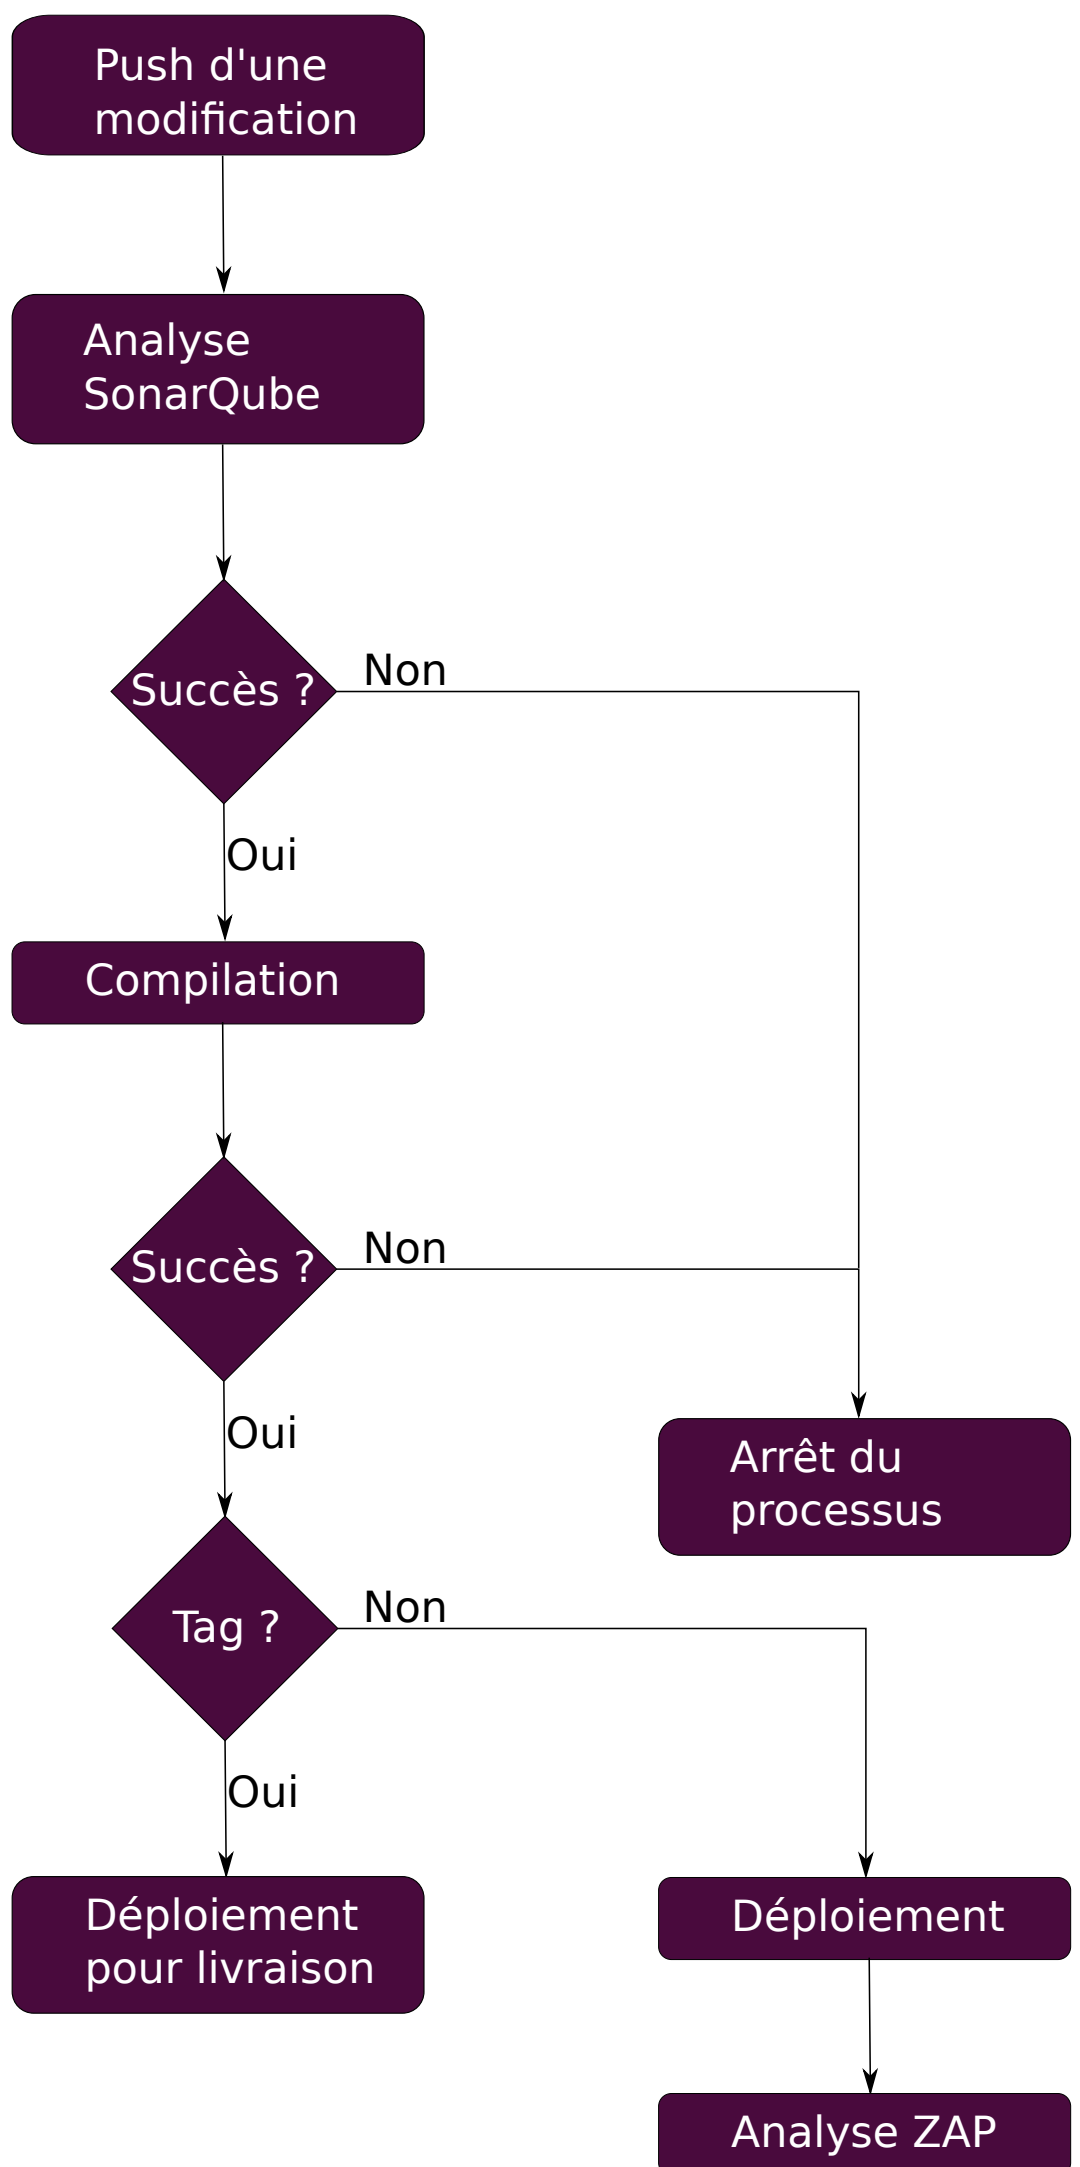 Push d'une
modification
Analyse
SonarQube
Succès ?
Non
Oui
Compilation
Succès ?
Non
Oui
Arrêt du
processus
Tag ?
Non
Oui
Déploiement
pour livraison
Déploiement
Analyse ZAP